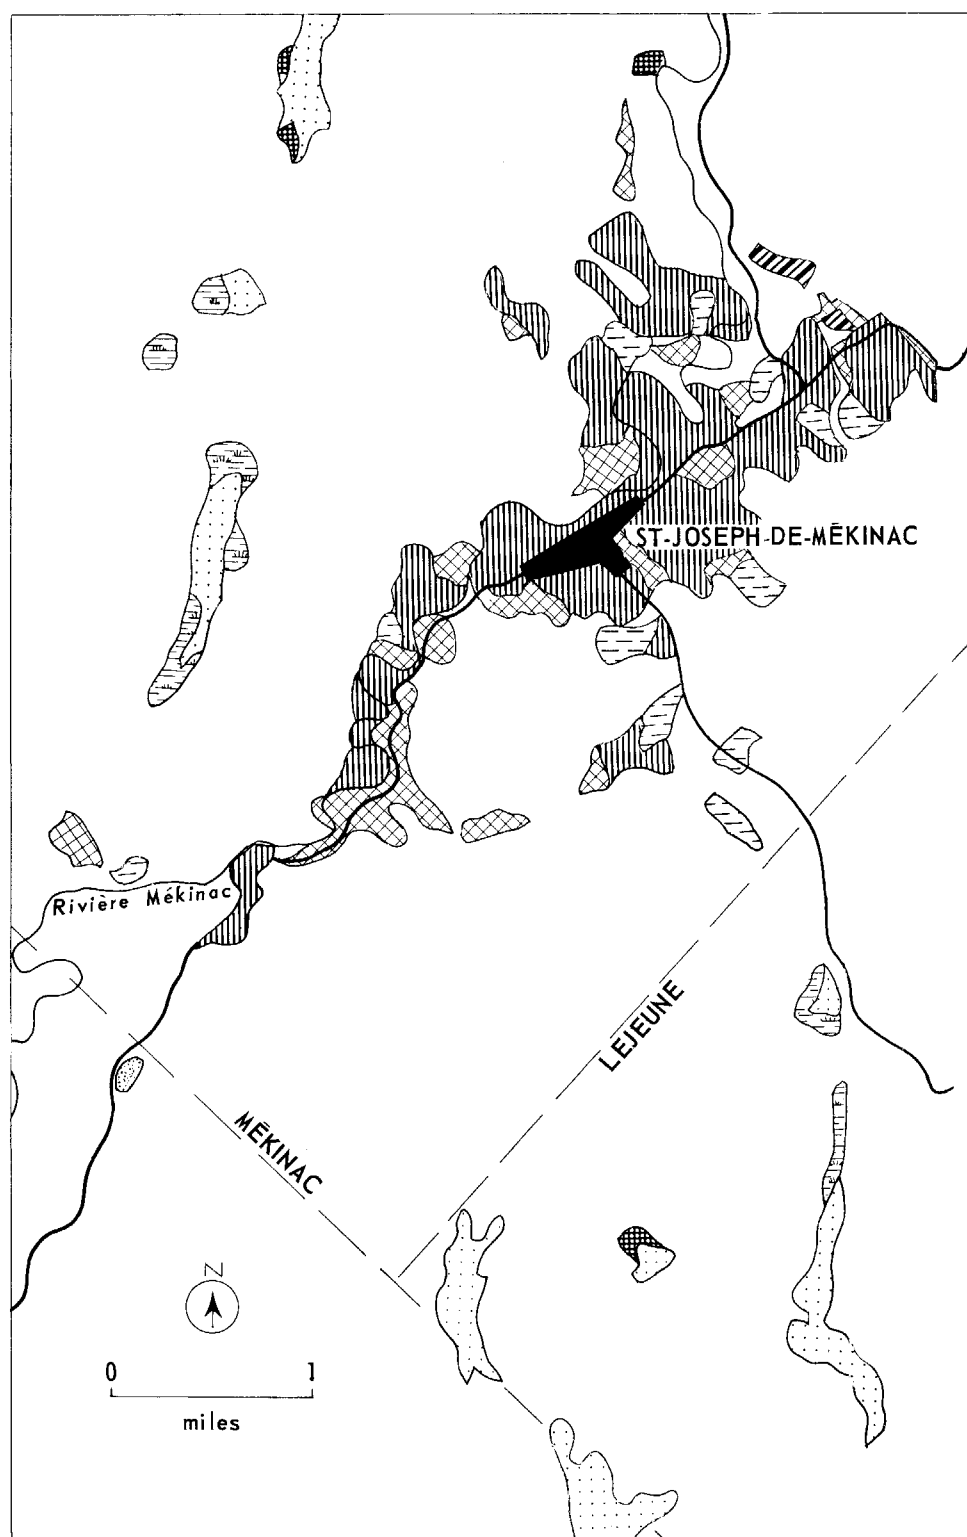 ST-JOSEPH-DE-MÉKINAC
Rivière Mékinac
LEJEUNE
MÉKINAC
N
0 1
miles